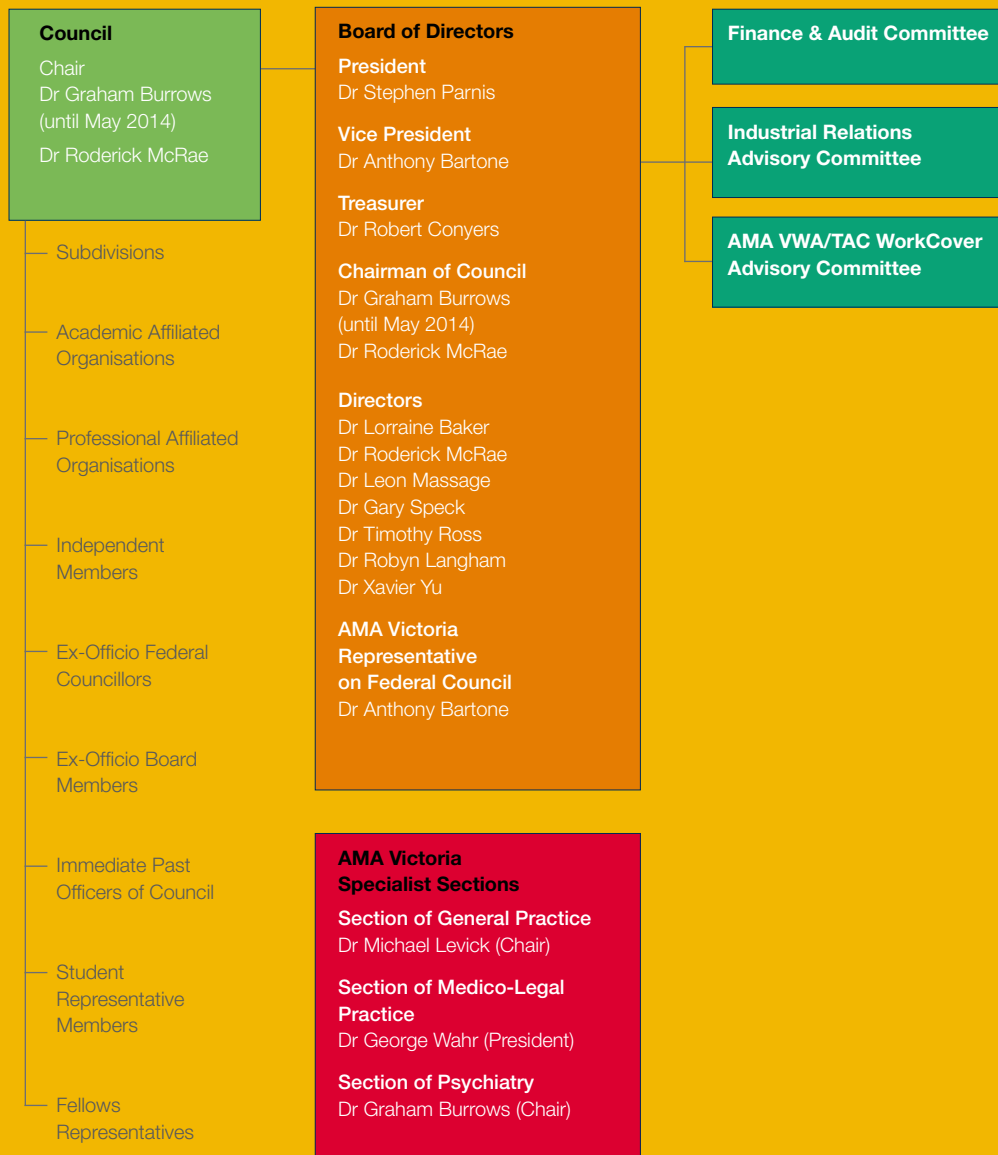 Council
Chair
Dr Graham Burrows
(until May 2014)
Dr Roderick McRae
Subdivisions
Academic Affiliated
Organisations
Professional Affiliated
Organisations
Independent
Members
Ex-Officio Federal
Councillors
Ex-Officio Board
Members
Immediate Past
Officers of Council
Student
Representative
Members
Fellows
Representatives
Board of Directors
President
Dr Stephen Parnis
Vice President
Dr Anthony Bartone
Treasurer
Dr Robert Conyers
Chairman of Council
Dr Graham Burrows
(until May 2014)
Dr Roderick McRae
Directors
Dr Lorraine Baker
Dr Roderick McRae
Dr Leon Massage
Dr Gary Speck
Dr Timothy Ross
Dr Robyn Langham
Dr Xavier Yu
AMA Victoria
Representative
on Federal Council
Dr Anthony Bartone
AMA Victoria
Specialist Sections
Section of General Practice
Dr Michael Levick (Chair)
Section of Medico-Legal
Practice
Dr George Wahr (President)
Section of Psychiatry
Dr Graham Burrows (Chair)
Finance & Audit Committee
Industrial Relations
Advisory Committee
AMA VWA/TAC WorkCover
Advisory Committee